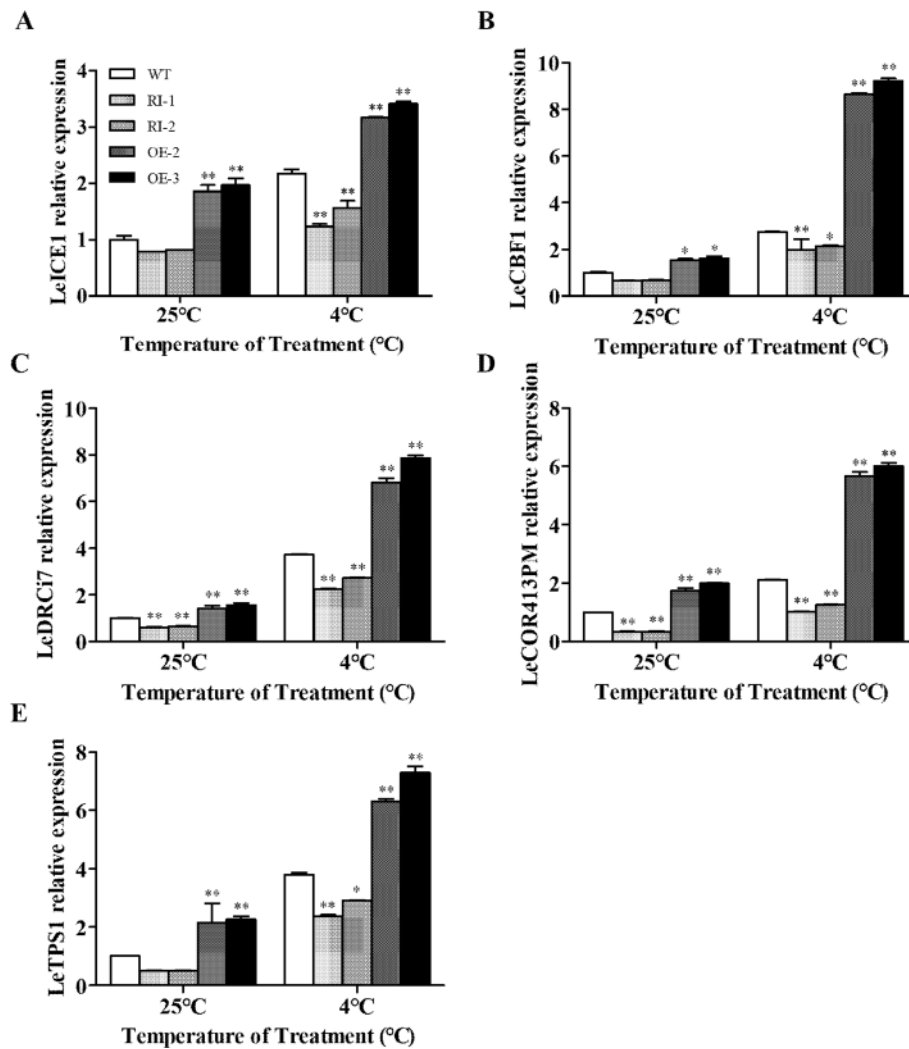 A
LeICE1 relative expression
4
3
2
1
0
WT
RI-1
RI-2
OE-2
OE-3
** ** ** ** ** **
25°C 4°C
Temperature of Treatment (°C)
B
LeCBF1 relative expression
10
8
6
4
2
0
* * ** * ** **
25°C 4°C
Temperature of Treatment (°C)
C
LeDRCi7 relative expression
10
8
6
4
2
0
** ** ** ** ** ** ** **
25°C 4°C
Temperature of Treatment (°C)
D
LeCOR413PM relative expression
8
6
4
2
0
** ** ** ** ** ** ** **
25°C 4°C
Temperature of Treatment (°C)
E
LeTPS1 relative expression
8
6
4
2
0
** ** ** * ** **
25°C 4°C
Temperature of Treatment (°C)